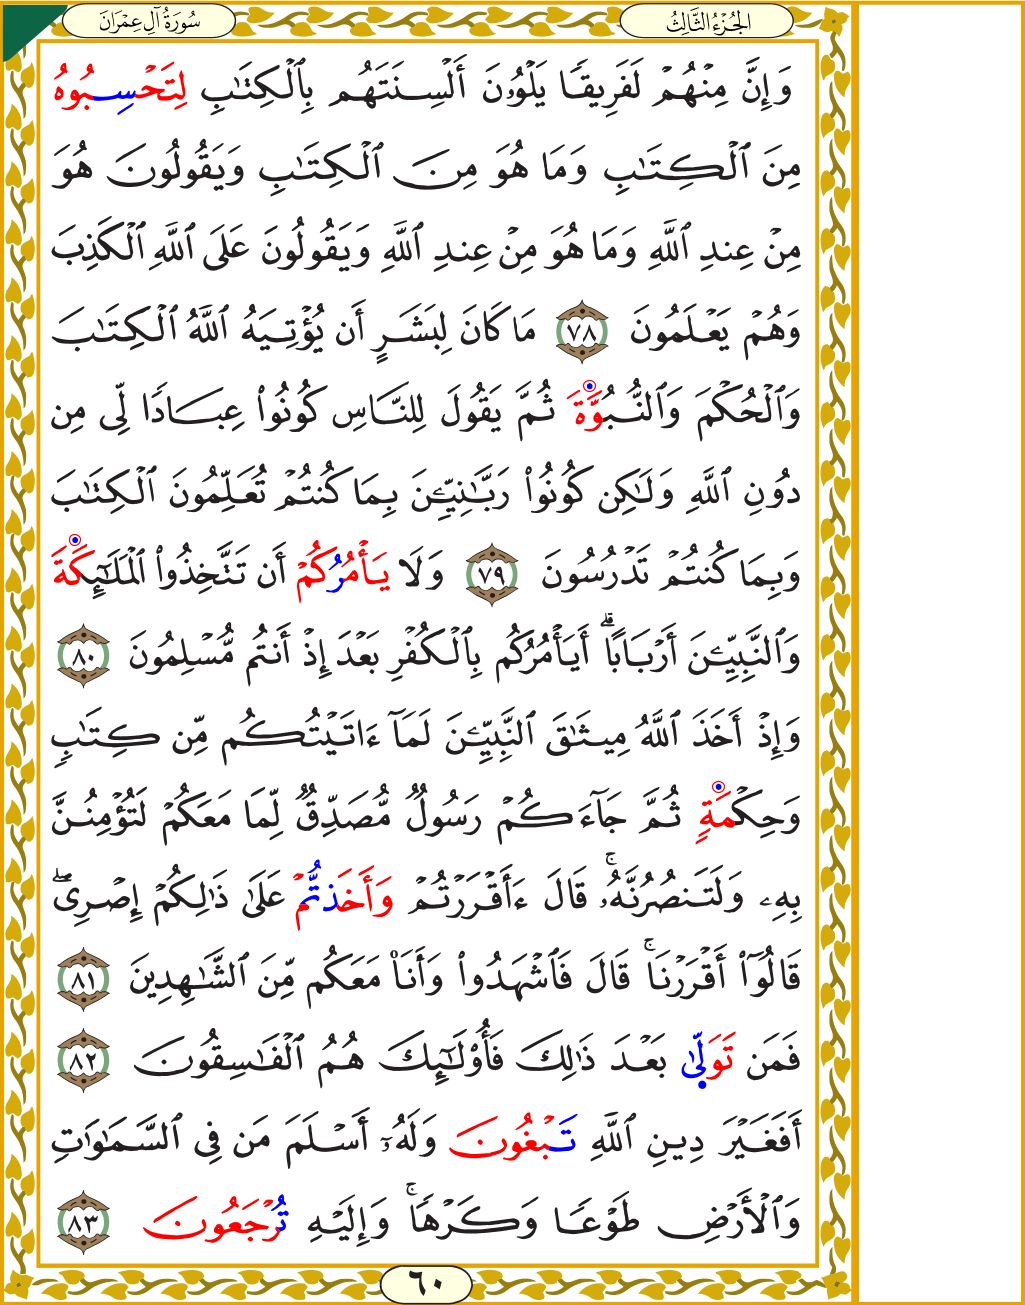 سُورَةُ آلِ عِمْرَانَ
الجُزْءُ الثَّالِثُ
وَإِنَّ مِنْهُمْ لَفَرِيقًا يَلْوُۥنَ أَلْسِنَتَهُم بِٱلْكِتَٰبِ لِتَحْسِبُوهُ
مِنَ ٱلْكِتَٰبِ وَمَا هُوَ مِنَ ٱلْكِتَٰبِ وَيَقُولُونَ هُوَ
مِنْ عِندِ ٱللَّهِ وَمَا هُوَ مِنْ عِندِ ٱللَّهِ وَيَقُولُونَ عَلَى ٱللَّهِ ٱلْكَذِبَ
وَهُمْ يَعْلَمُونَ ٧٨ مَا كَانَ لِبَشَرٍ أَن يُؤْتِيَهُ ٱللَّهُ ٱلْكِتَٰبَ
وَٱلْحُكْمَ وَٱلنُّبُوَّةَ ثُمَّ يَقُولَ لِلنَّاسِ كُونُوا۟ عِبَادًا لِّى مِن
دُونِ ٱللَّهِ وَلَٰكِن كُونُوا۟ رَبَّٰنِيِّۦنَ بِمَا كُنتُمْ تُعَلِّمُونَ ٱلْكِتَٰبَ
وَبِمَا كُنتُمْ تَدْرُسُونَ ٧٩ وَلَا يَأْمُرُكُمْ أَن تَتَّخِذُوا۟ ٱلْمَلَٰٓئِكَةَ
وَٱلنَّبِيِّۦنَ أَرْبَابًا ۗ أَيَأْمُرُكُم بِٱلْكُفْرِ بَعْدَ إِذْ أَنتُم مُّسْلِمُونَ ٨٠
وَإِذْ أَخَذَ ٱللَّهُ مِيثَٰقَ ٱلنَّبِيِّۦنَ لَمَآ ءَاتَيْتُكُم مِّن كِتَٰبٍ
وَحِكْمَةٍ ثُمَّ جَآءَكُمْ رَسُولٌ مُّصَدِّقٌ لِّمَا مَعَكُمْ لَتُؤْمِنُنَّ
بِهِۦ وَلَتَنصُرُنَّهُۥ ۚ قَالَ ءَأَقْرَرْتُمْ وَأَخَذتُّمْ عَلَىٰ ذَٰلِكُمْ إِصْرِى ۖ
قَالُوٓا۟ أَقْرَرْنَا ۚ قَالَ فَٱشْهَدُوا۟ وَأَنَا۠ مَعَكُم مِّنَ ٱلشَّٰهِدِينَ ٨١
فَمَن تَوَلَّىٰ بَعْدَ ذَٰلِكَ فَأُو۟لَٰٓئِكَ هُمُ ٱلْفَٰسِقُونَ ٨٢
أَفَغَيْرَ دِينِ ٱللَّهِ تَبْغُونَ وَلَهُۥٓ أَسْلَمَ مَن فِى ٱلسَّمَٰوَٰتِ
وَٱلْأَرْضِ طَوْعًا وَكَرْهًا ۚ وَإِلَيْهِ تُرْجَعُونَ ٨٣
٦٠